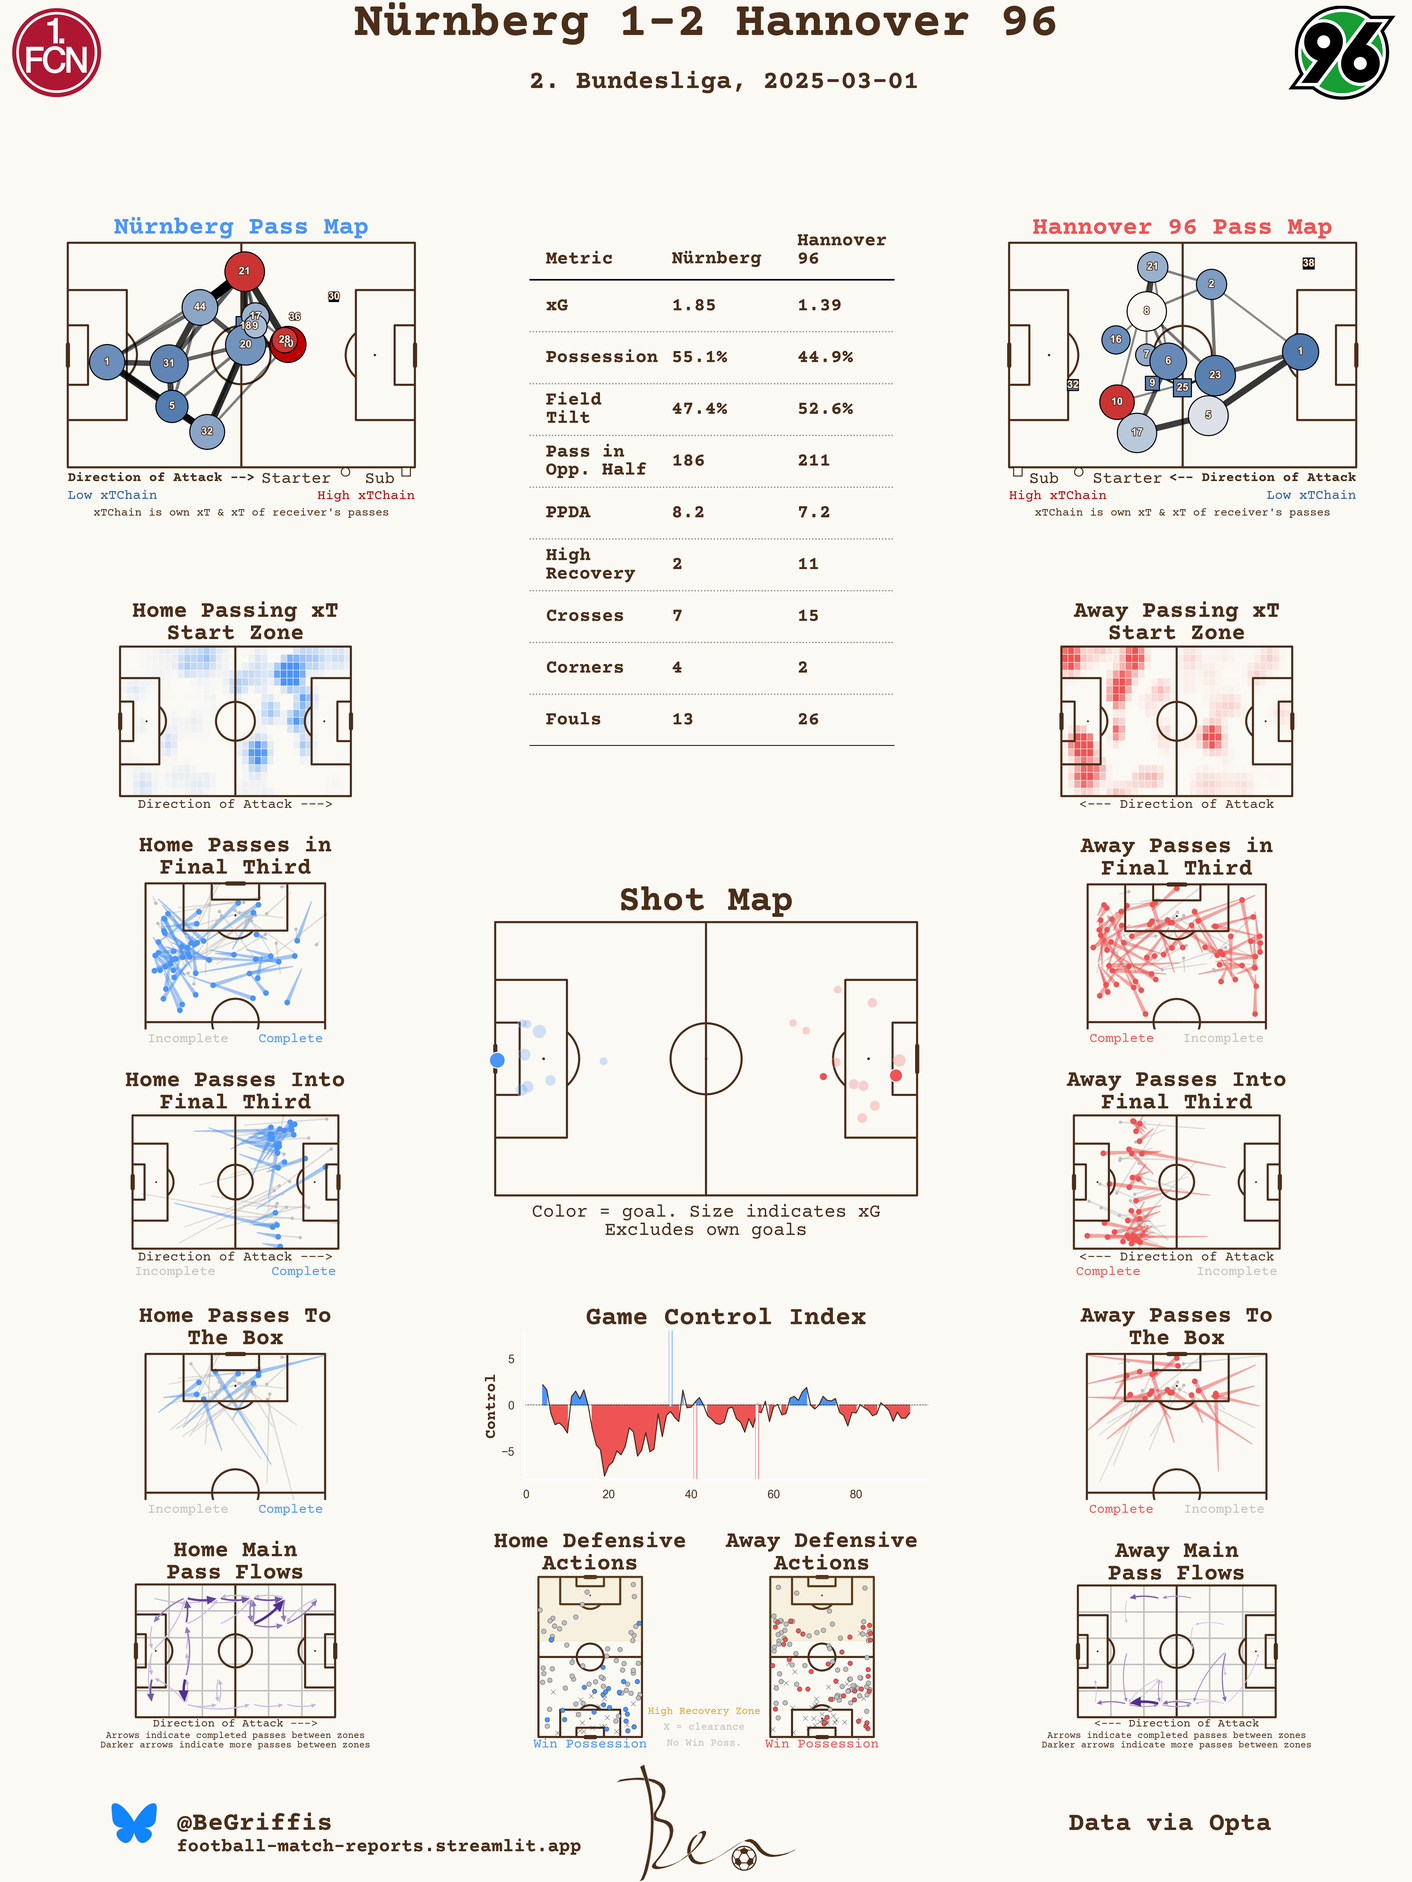 Nürnberg 1-2 Hannover 96
1.
FCN
96
2. Bundesliga, 2025-03-01
Nürnberg Pass Map
21
30
44
17
36
18
9
28
10
20
1
31
5
32
Direction of Attack --> Starter Sub
Low xTChain High xTChain
xTChain is own xT & xT of receiver's passes
Metric Nürnberg Hannover 96
xG 1.85 1.39
Possession 55.1% 44.9%
Field Tilt 47.4% 52.6%
Pass in Opp. Half 186 211
PPDA 8.2 7.2
High Recovery 2 11
Crosses 7 15
Corners 4 2
Fouls 13 26
Hannover 96 Pass Map
38
21
2
8
16
7
6
1
32
9
25
23
10
5
17
Sub Starter <-- Direction of Attack
High xTChain Low xTChain
xTChain is own xT & xT of receiver's passes
Home Passing xT
Start Zone
Direction of Attack --->
Away Passing xT
Start Zone
<--- Direction of Attack
Home Passes in
Final Third
Incomplete Complete
Away Passes in
Final Third
Complete Incomplete
Shot Map
Color = goal. Size indicates xG
Excludes own goals
Home Passes Into
Final Third
Direction of Attack --->
Incomplete Complete
Away Passes Into
Final Third
<--- Direction of Attack
Complete Incomplete
Home Passes To
The Box
Incomplete Complete
Game Control Index
Control
5
0
−5
0 20 40 60 80
Away Passes To
The Box
Complete Incomplete
Home Main
Pass Flows
Direction of Attack --->
Arrows indicate completed passes between zones
Darker arrows indicate more passes between zones
Home Defensive
Actions
Win Possession
High Recovery Zone
X = clearance
No Win Poss.
Away Defensive
Actions
Win Possession
Away Main
Pass Flows
<--- Direction of Attack
Arrows indicate completed passes between zones
Darker arrows indicate more passes between zones
@BeGriffis
football-match-reports.streamlit.app
Ben
Data via Opta